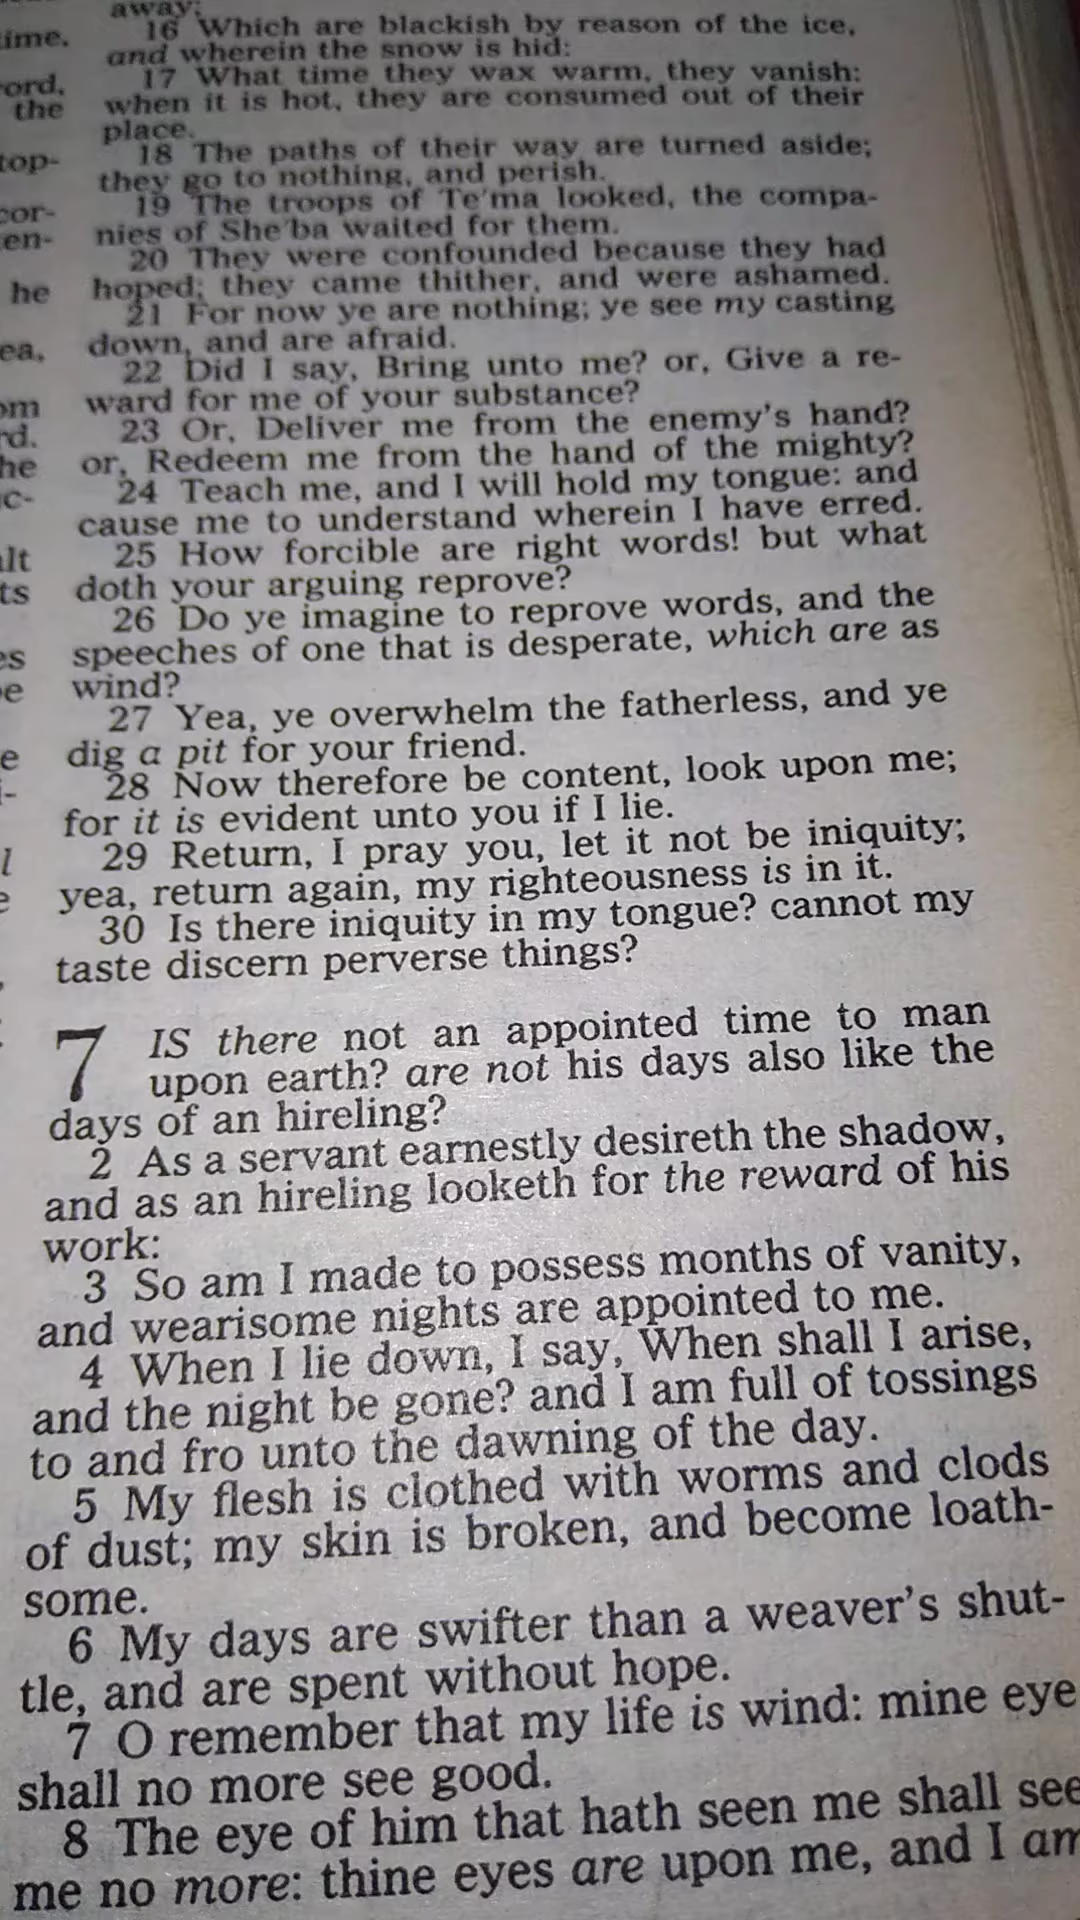 away:
16 Which are blackish by reason of the ice,
and wherein the snow is hid:
17 What time they wax warm, they vanish:
when it is hot, they are consumed out of their
place.
18 The paths of their way are turned aside;
they go to nothing, and perish.
19 The troops of Te'ma looked, the compa-
nies of She'ba waited for them.
20 They were confounded because they had
hoped; they came thither, and were ashamed.
21 For now ye are nothing; ye see my casting
down, and are afraid.
22 Did I say, Bring unto me? or, Give a re-
ward for me of your substance?
23 Or, Deliver me from the enemy's hand?
or, Redeem me from the hand of the mighty?
24 Teach me, and I will hold my tongue: and
cause me to understand wherein I have erred.
25 How forcible are right words! but what
doth your arguing reprove?
26 Do ye imagine to reprove words, and the
speeches of one that is desperate, which are as
wind?
27 Yea, ye overwhelm the fatherless, and ye
dig a pit for your friend.
28 Now therefore be content, look upon me;
for it is evident unto you if I lie.
29 Return, I pray you, let it not be iniquity;
yea, return again, my righteousness is in it.
30 Is there iniquity in my tongue? cannot my
taste discern perverse things?
7 IS there not an appointed time to man
upon earth? are not his days also like the
days of an hireling?
2 As a servant earnestly desireth the shadow,
and as an hireling looketh for the reward of his
work:
3 So am I made to possess months of vanity,
and wearisome nights are appointed to me.
4 When I lie down, I say, When shall I arise,
and the night be gone? and I am full of tossings
to and fro unto the dawning of the day.
5 My flesh is clothed with worms and clods
of dust; my skin is broken, and become loath-
some.
6 My days are swifter than a weaver's shut-
tle, and are spent without hope.
7 O remember that my life is wind: mine eye
shall no more see good.
8 The eye of him that hath seen me shall see
me no more: thine eyes are upon me, and I am